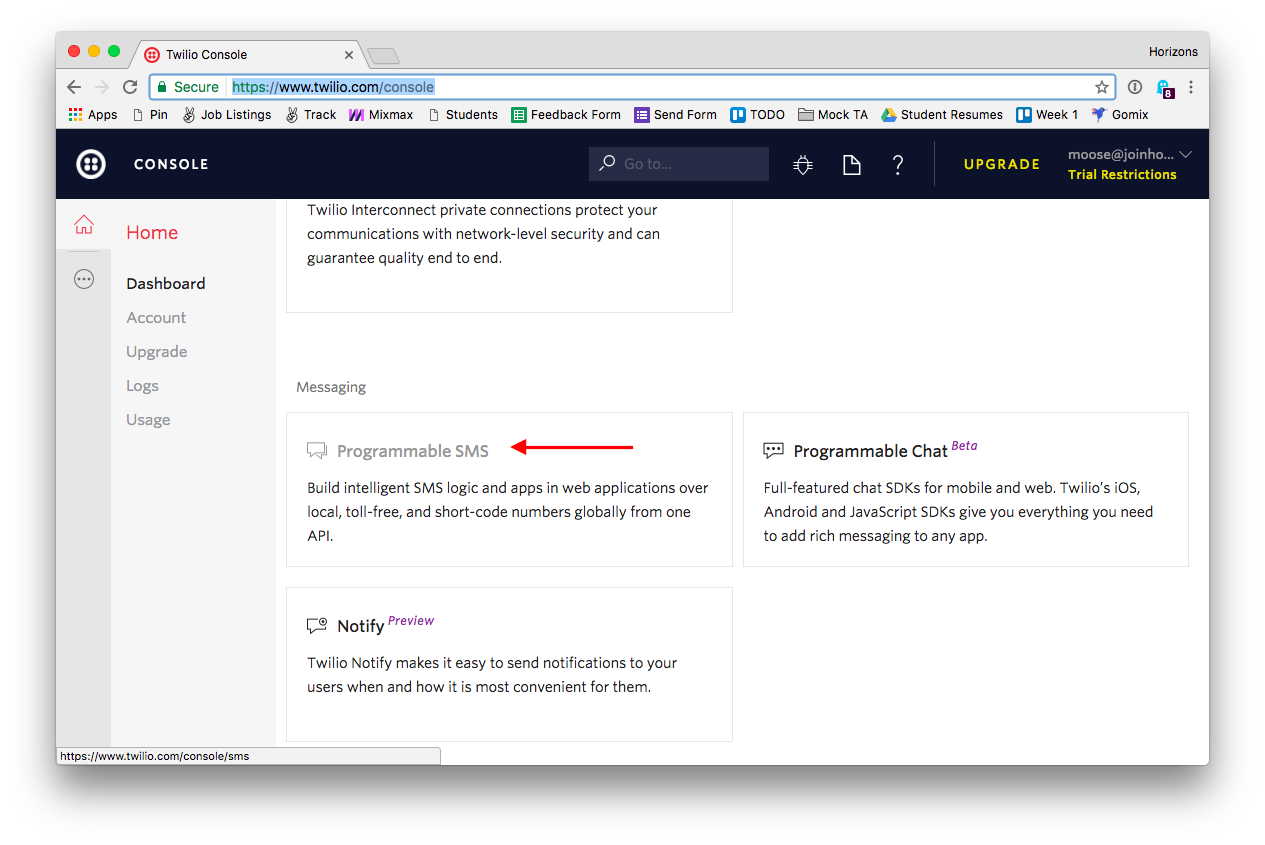 Twilio Console
Horizons
Secure https://www.twilio.com/console
8
Apps Pin Job Listings Track Mixmax Students Feedback Form Send Form TODO Mock TA Student Resumes Week 1 Gomix
CONSOLE Go to... ? UPGRADE moose@joinho...
Trial Restrictions
Home
Dashboard
Account
Upgrade
Logs
Usage
Twilio Interconnect private connections protect your
communications with network-level security and can
guarantee quality end to end.
Messaging
Programmable SMS
Build intelligent SMS logic and apps in web applications over
local, toll-free, and short-code numbers globally from one
API.
Programmable Chat Beta
Full-featured chat SDKs for mobile and web. Twilio’s iOS,
Android and JavaScript SDKs give you everything you need
to add rich messaging to any app.
Notify Preview
Twilio Notify makes it easy to send notifications to your
users when and how it is most convenient for them.
https://www.twilio.com/console/sms